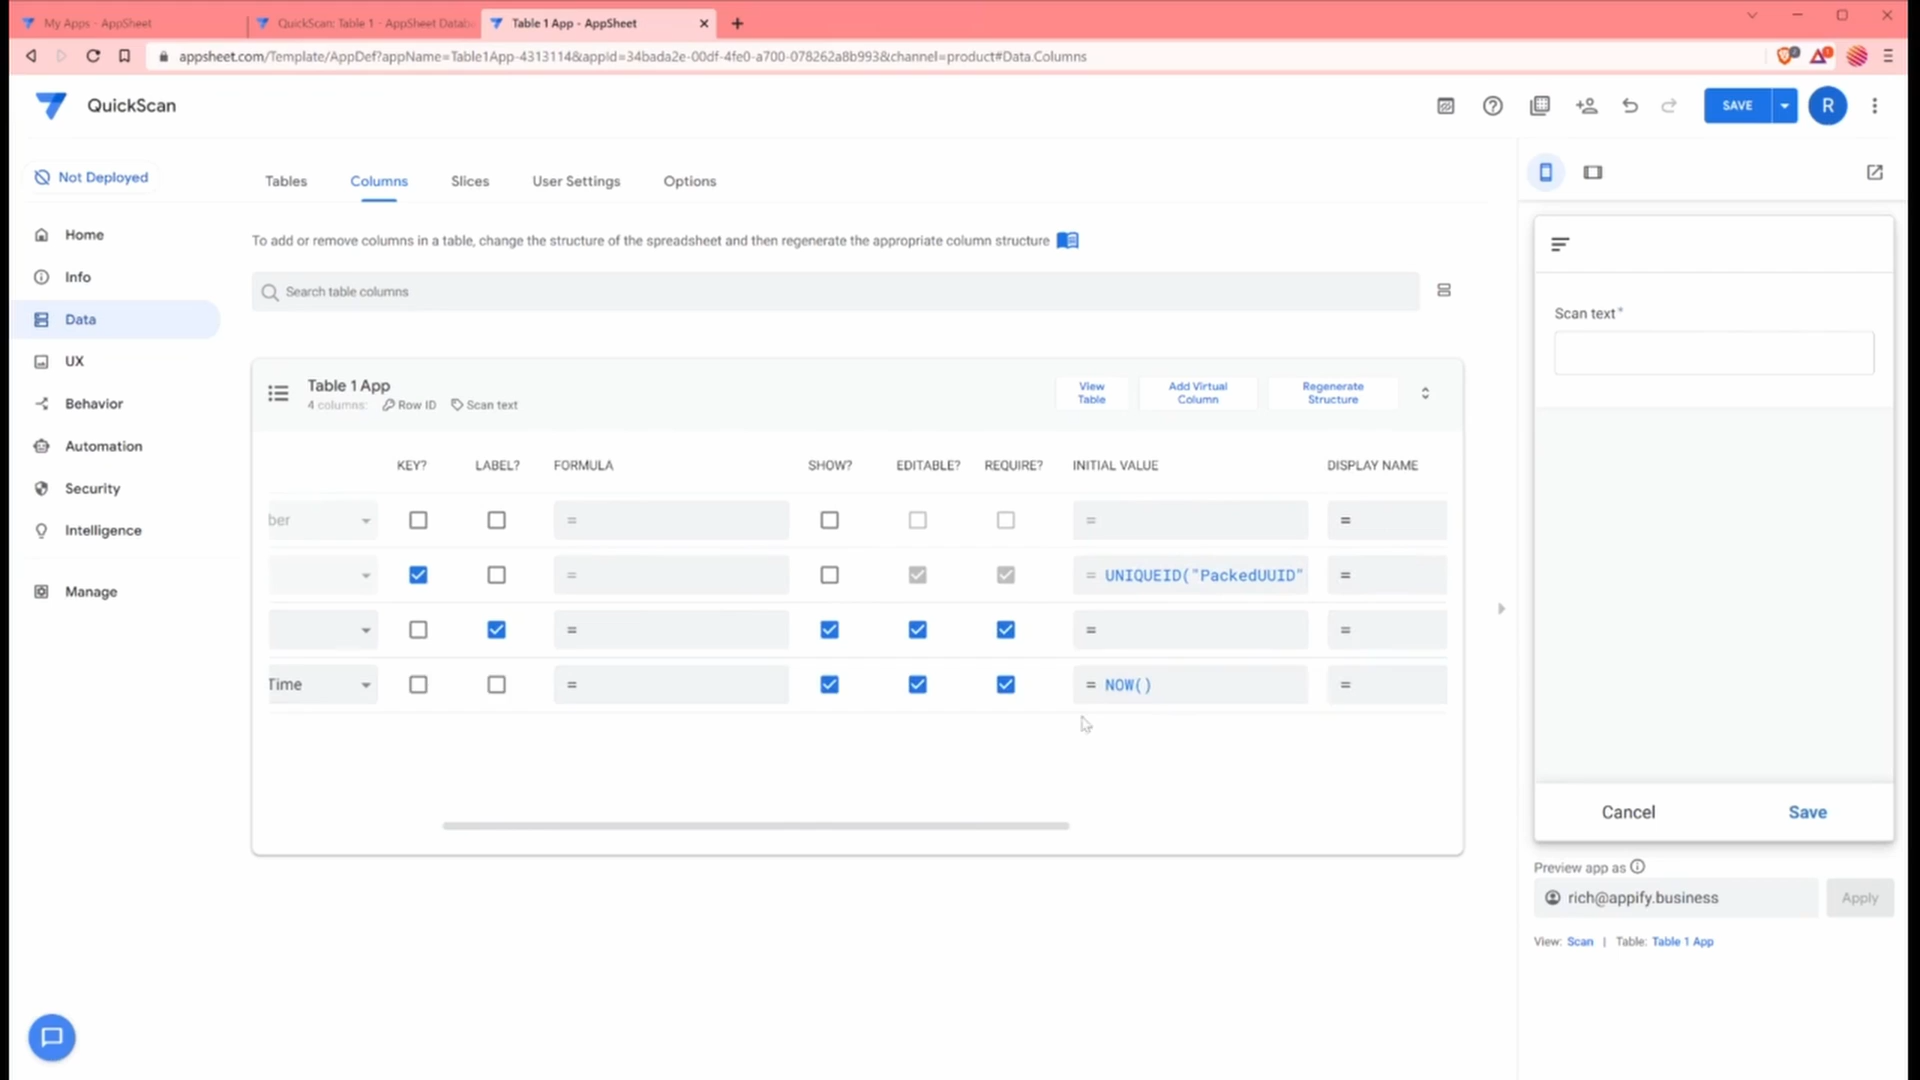 My Apps - AppSheet
QuickScan: Table 1 - AppSheet Datab
Table 1 App - AppSheet
appsheet.com/Template/AppDef?appName=Table1App-4313114&appId=34bada2e-00df-4fe0-a700-078262a8b993&channel=product#Data.Columns
QuickScan
SAVE
R
Not Deployed
Tables
Columns
Slices
User Settings
Options
Home
Info
Data
UX
Behavior
Automation
Security
Intelligence
Manage
To add or remove columns in a table, change the structure of the spreadsheet and then regenerate the appropriate column structure
Search table columns
Table 1 App
4 columns: Row ID Scan text
View Table
Add Virtual Column
Regenerate Structure
KEY? LABEL? FORMULA SHOW? EDITABLE? REQUIRE? INITIAL VALUE DISPLAY NAME
ber = = =
= = UNIQUEID("PackedUUID" =
= = =
Time = = NOW() =
Scan text*
Cancel
Save
Preview app as
rich@appify.business
Apply
View: Scan | Table: Table 1 App